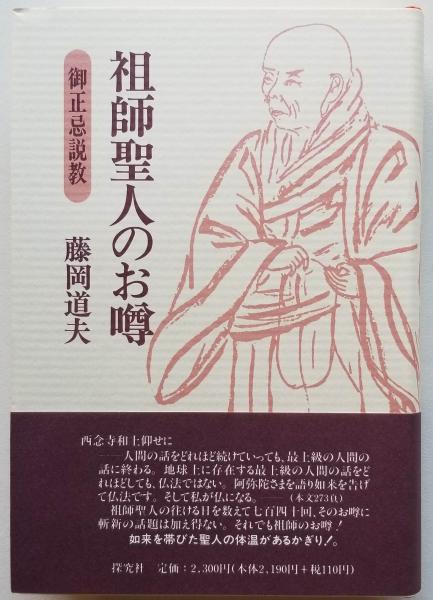 祖師聖人のお噂
御正忌説教
藤岡道夫
西念寺和上仰せに
――人間の話をどれほど続けていっても、最上級の人間の
話に終わる。地球上に存在する最上級の人間の話をど
れほどしても、仏法ではない。阿弥陀さまを語り如来を告げ
て仏法です。そして私が仏になる。――(本文273頁)
祖師聖人の往ける日を数えて七百四十回、そのお噂に
斬新の話題は加え得ない。それでも祖師のお噂!
如来を帯びた聖人の体温があるかぎり!。
探究社 定価:2,300円(本体2,190円+税110円)